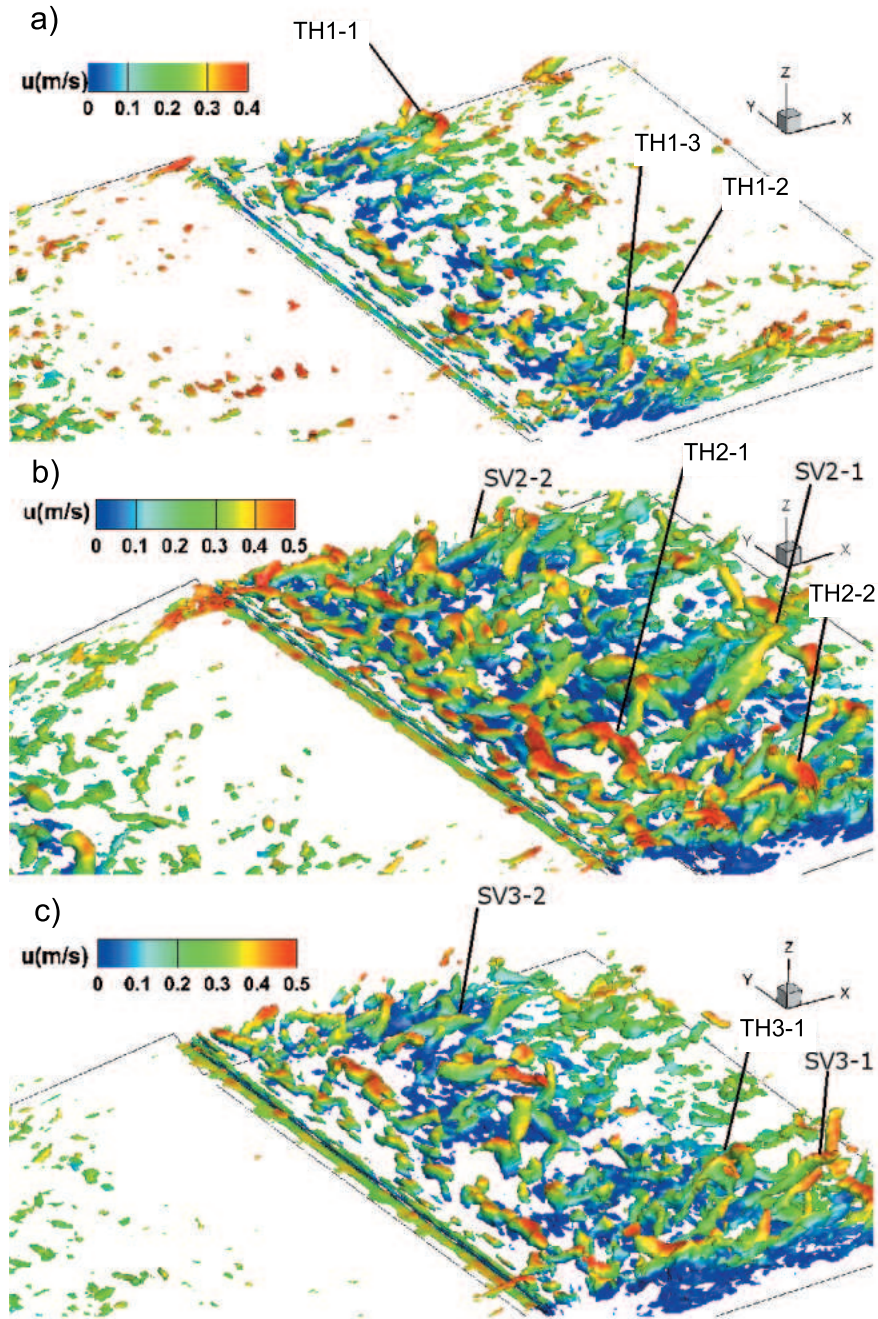 a)
TH1-1
u(m/s)
0 0.1 0.2 0.3 0.4
Z
Y
X
TH1-3
TH1-2
b)
TH2-1
SV2-2
SV2-1
u(m/s)
0 0.1 0.2 0.3 0.4 0.5
Z
Y
X
TH2-2
c)
SV3-2
u(m/s)
0 0.1 0.2 0.3 0.4 0.5
Z
Y
X
TH3-1
SV3-1